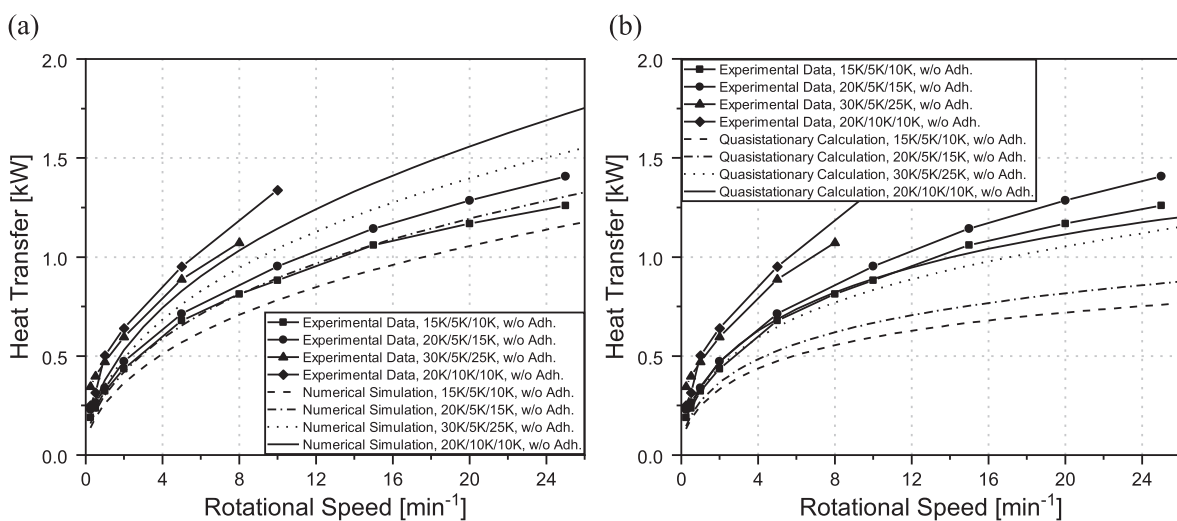 (a)
(b)
2.0
1.5
1.0
0.5
0.0
Heat Transfer [kW]
Experimental Data, 15K/5K/10K, w/o Adh.
Experimental Data, 20K/5K/15K, w/o Adh.
Experimental Data, 30K/5K/25K, w/o Adh.
Experimental Data, 20K/10K/10K, w/o Adh.
Numerical Simulation, 15K/5K/10K, w/o Adh.
Numerical Simulation, 20K/5K/15K, w/o Adh.
Numerical Simulation, 30K/5K/25K, w/o Adh.
Numerical Simulation, 20K/10K/10K, w/o Adh.
0 4 8 12 16 20 24
Rotational Speed [min⁻¹]
2.0
1.5
1.0
0.5
0.0
Heat Transfer [kW]
Experimental Data, 15K/5K/10K, w/o Adh.
Experimental Data, 20K/5K/15K, w/o Adh.
Experimental Data, 30K/5K/25K, w/o Adh.
Experimental Data, 20K/10K/10K, w/o Adh.
Quasistationary Calculation, 15K/5K/10K, w/o Adh.
Quasistationary Calculation, 20K/5K/15K, w/o Adh.
Quasistationary Calculation, 30K/5K/25K, w/o Adh.
Quasistationary Calculation, 20K/10K/10K, w/o Adh.
0 4 8 12 16 20 24
Rotational Speed [min⁻¹]